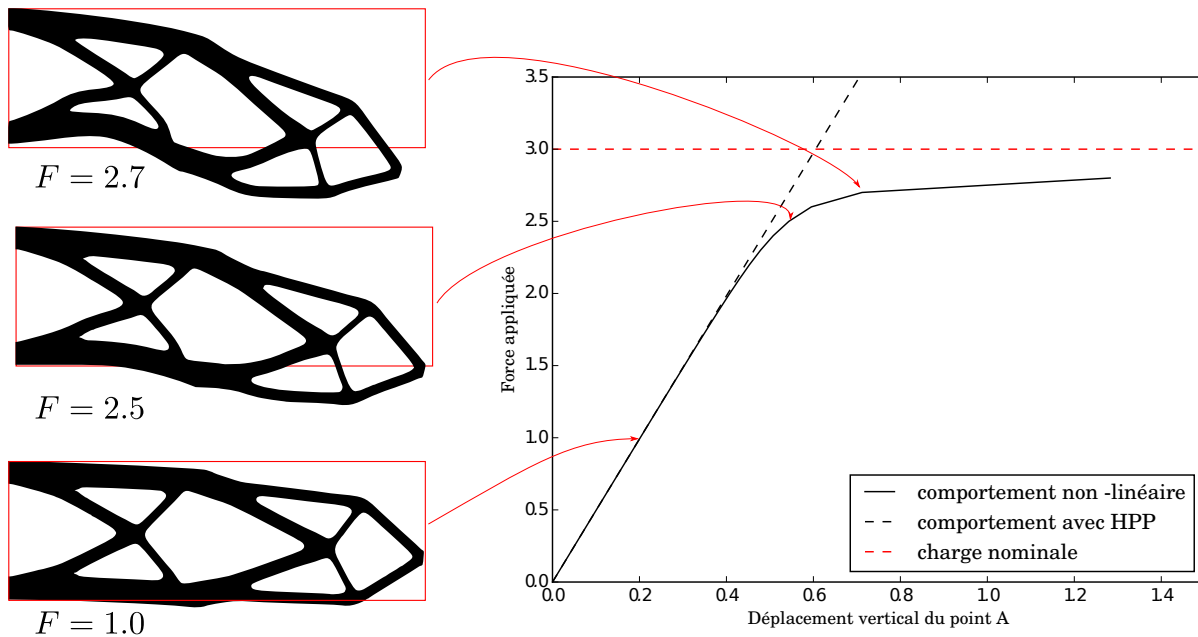 F = 2.7
F = 2.5
F = 1.0
3.5
3.0
2.5
2.0
1.5
1.0
0.5
0.0
Force appliquée
0.0 0.2 0.4 0.6 0.8 1.0 1.2 1.4
Déplacement vertical du point A
comportement non -linéaire
comportement avec HPP
charge nominale